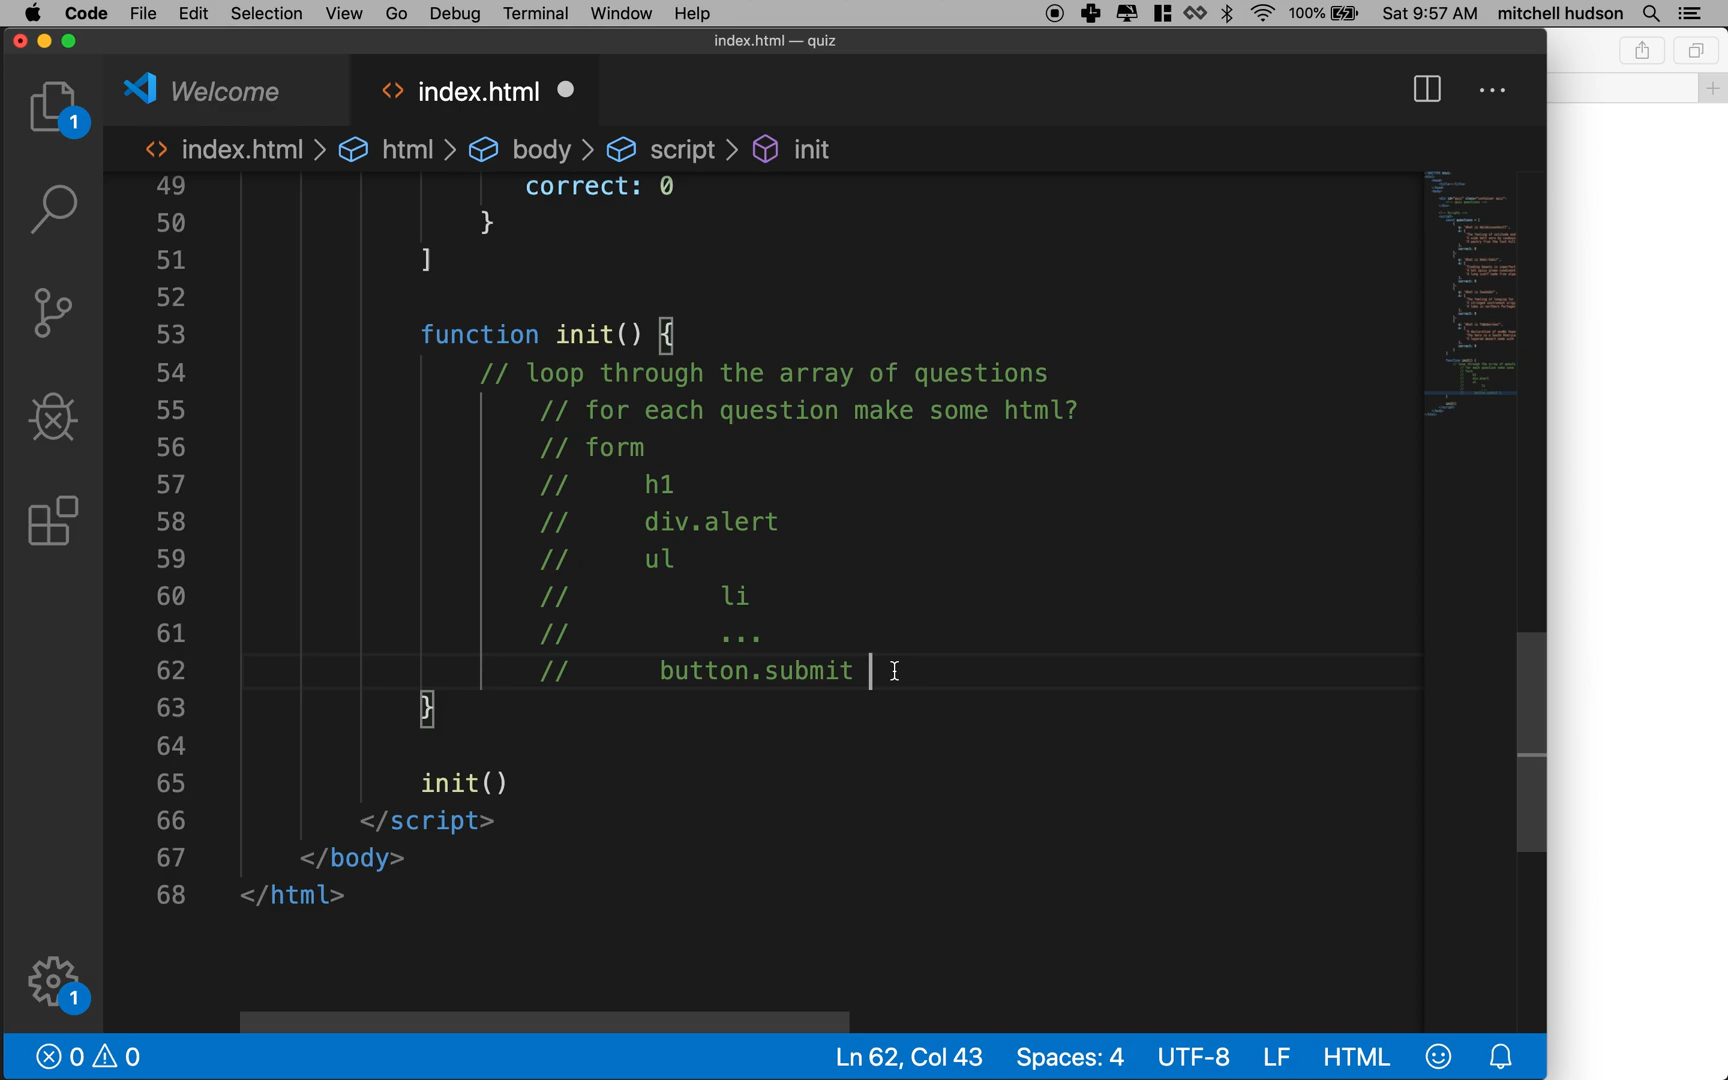 Code File Edit Selection View Go Debug Terminal Window Help 100% Sat 9:57 AM mitchell hudson
index.html — quiz
Welcome index.html
1
index.html > html > body > script > init
49 correct: 0
50 }
51 ]
52
53 function init() {
54 // loop through the array of questions
55 // for each question make some html?
56 // form
57 // h1
58 // div.alert
59 // ul
60 // li
61 // ...
62 // button.submit
63 }
64
65 init()
66 </script>
67 </body>
68 </html>
1
0 0 Ln 62, Col 43 Spaces: 4 UTF-8 LF HTML